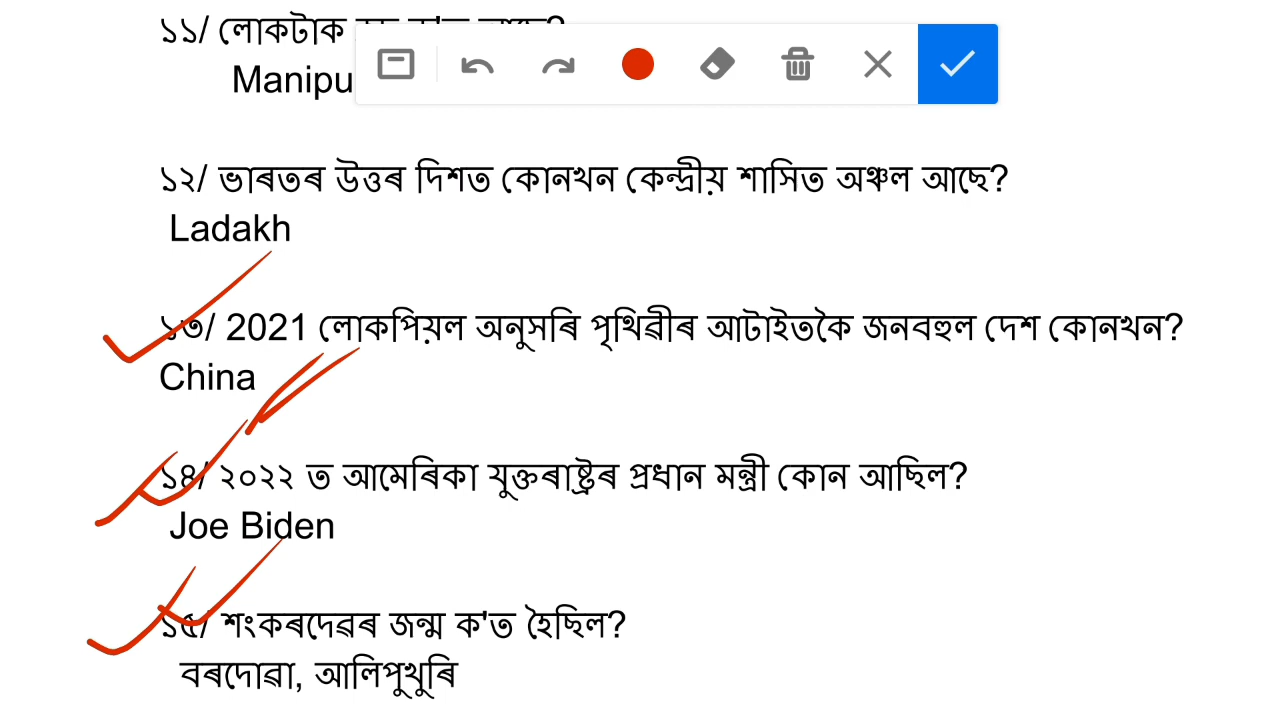 ১১/ লোকটাক
Manipu
১২/ ভাৰতৰ উত্তৰ দিশত কোনখন কেন্দ্ৰীয় শাসিত অঞ্চল আছে?
Ladakh
১৩/ 2021 লোকপিয়ল অনুসৰি পৃথিৱীৰ আটাইতকৈ জনবহুল দেশ কোনখন?
China
১৪/ ২০২২ ত আমেৰিকা যুক্তৰাষ্ট্ৰৰ প্ৰধান মন্ত্ৰী কোন আছিল?
Joe Biden
১৫/ শংকৰদেৱৰ জন্ম ক'ত হৈছিল?
বৰদোৱা, আলিপুখুৰি